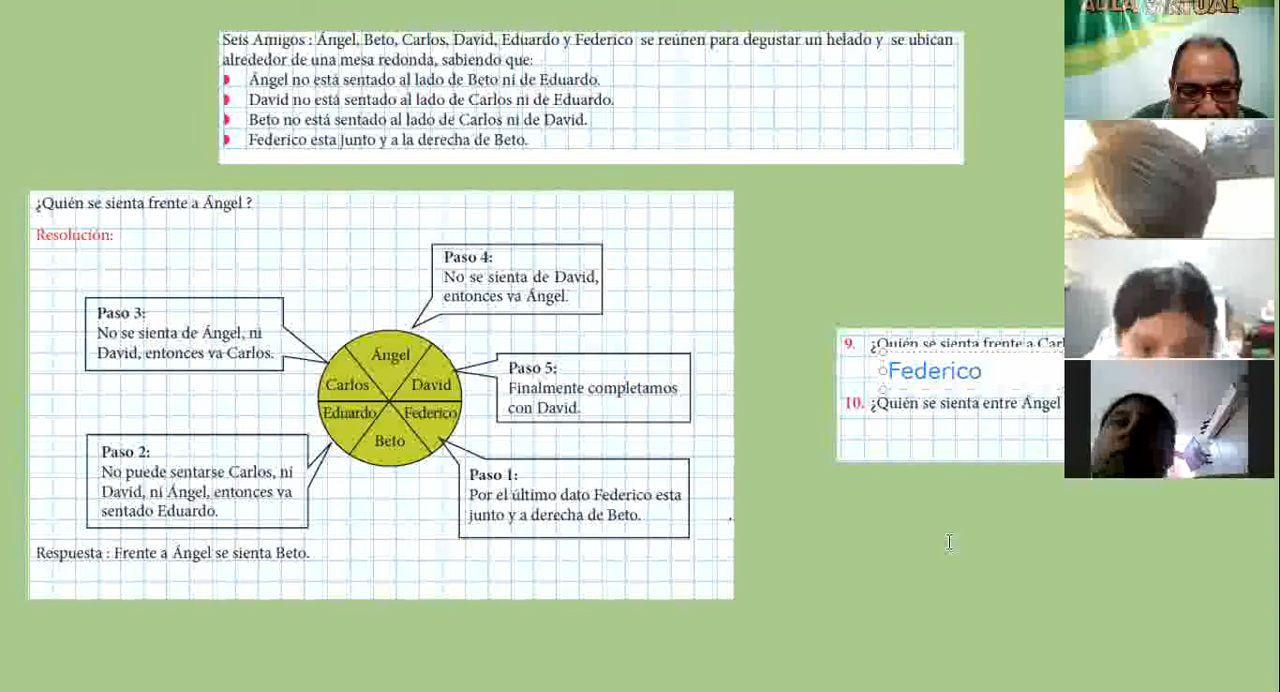 AULA VIRTUAL
Seis Amigos : Ángel, Beto, Carlos, David, Eduardo y Federico se reúnen para degustar un helado y se ubican
alrededor de una mesa redonda, sabiendo que:
Ángel no está sentado al lado de Beto ni de Eduardo.
David no está sentado al lado de Carlos ni de Eduardo.
Beto no está sentado al lado de Carlos ni de David.
Federico esta junto y a la derecha de Beto.
¿Quién se sienta frente a Ángel ?
Resolución:
Paso 4:
No se sienta de David,
entonces va Ángel.
Paso 3:
No se sienta de Ángel, ni
David, entonces va Carlos.
Ángel
Carlos
David
Eduardo
Federico
Beto
Paso 5:
Finalmente completamos
con David.
Paso 2:
No puede sentarse Carlos, ni
David, ni Ángel, entonces va
sentado Eduardo.
Paso 1:
Por el último dato Federico esta
junto y a derecha de Beto.
Respuesta : Frente a Ángel se sienta Beto.
9. ¿Quién se sienta frente a Carl
Federico
10. ¿Quién se sienta entre Ángel